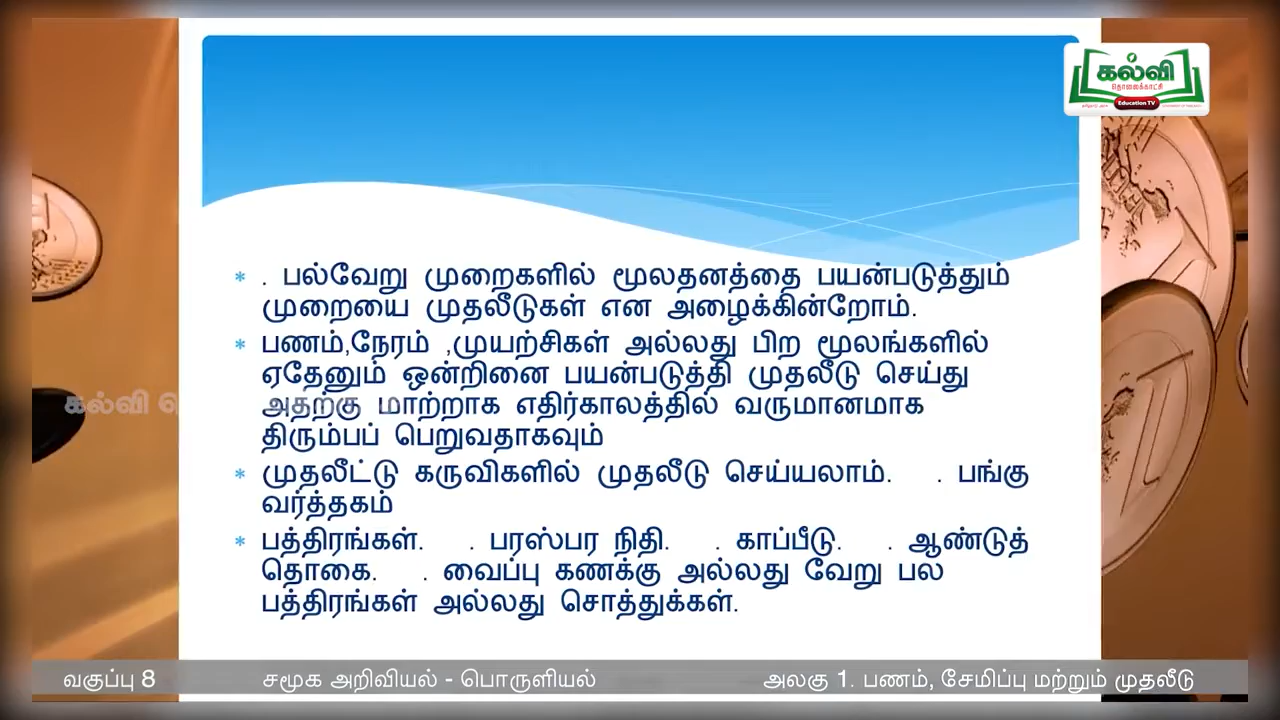 கல்வி
தொலைக்காட்சி
Education TV
* . பல்வேறு முறைகளில் மூலதனத்தை பயன்படுத்தும்
முறையை முதலீடுகள் என அழைக்கின்றோம்.
* பணம்,நேரம் ,முயற்சிகள் அல்லது பிற மூலங்களில்
ஏதேனும் ஒன்றினை பயன்படுத்தி முதலீடு செய்து
கல்வி
அதற்கு மாற்றாக எதிர்காலத்தில் வருமானமாக
திரும்பப் பெறுவதாகவும்
* முதலீட்டு கருவிகளில் முதலீடு செய்யலாம். . பங்கு
வர்த்தகம்
* பத்திரங்கள். . பரஸ்பர நிதி. . காப்பீடு. . ஆண்டுத்
தொகை. . வைப்பு கணக்கு அல்லது வேறு பல
பத்திரங்கள் அல்லது சொத்துக்கள்.
வகுப்பு 8 சமூக அறிவியல் - பொருளியல் அலகு 1. பணம், சேமிப்பு மற்றும் முதலீடு